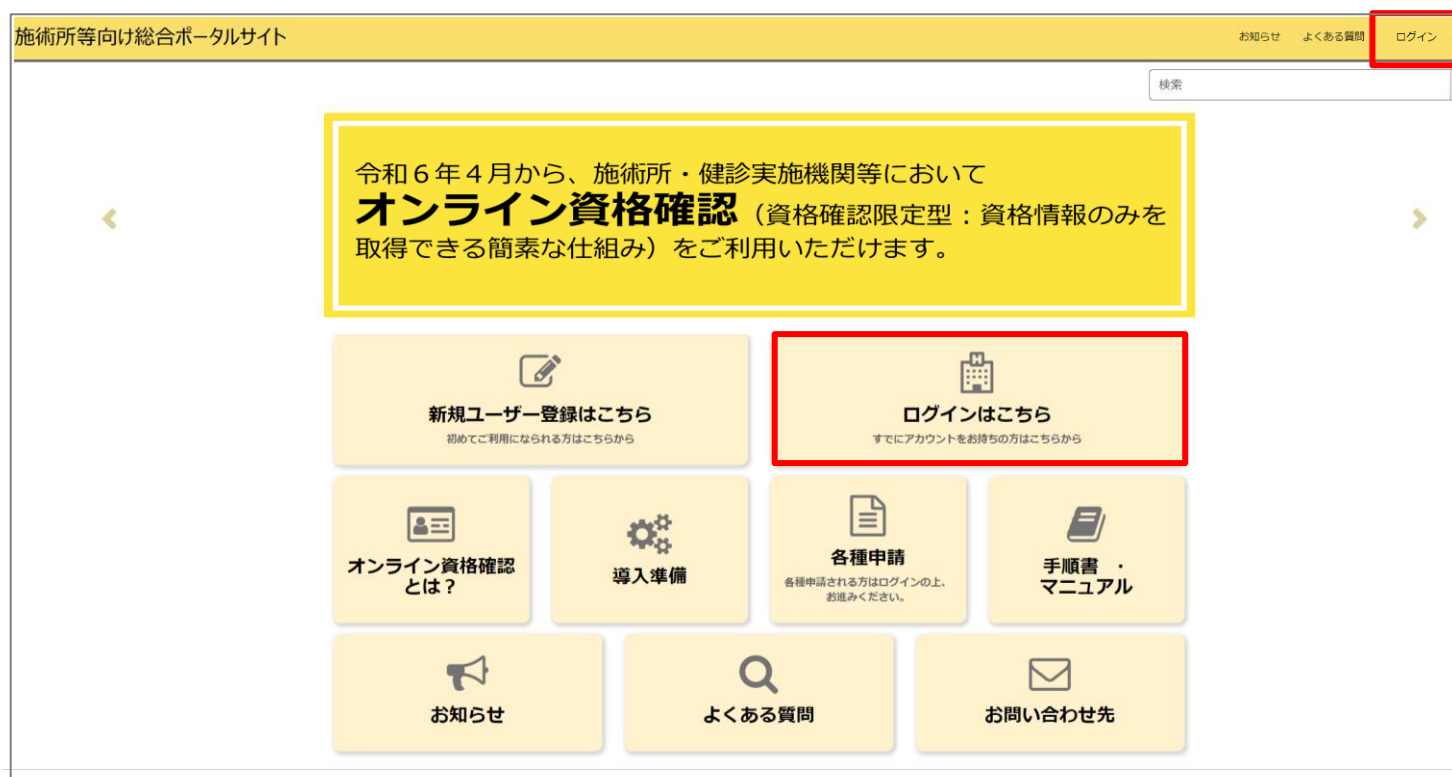 施術所等向け総合ポータルサイト
お知らせ よくある質問 ログイン
検索
令和６年４月から、施術所・健診実施機関等において
オンライン資格確認（資格確認限定型：資格情報のみを
取得できる簡素な仕組み）をご利用いただけます。
新規ユーザー登録はこちら
初めてご利用になられる方はこちらから
ログインはこちら
すでにアカウントをお持ちの方はこちらから
オンライン資格確認
とは？
導入準備
各種申請
各種申請される方はログインの上、
お進みください。
手順書 ・
マニュアル
お知らせ
よくある質問
お問い合わせ先